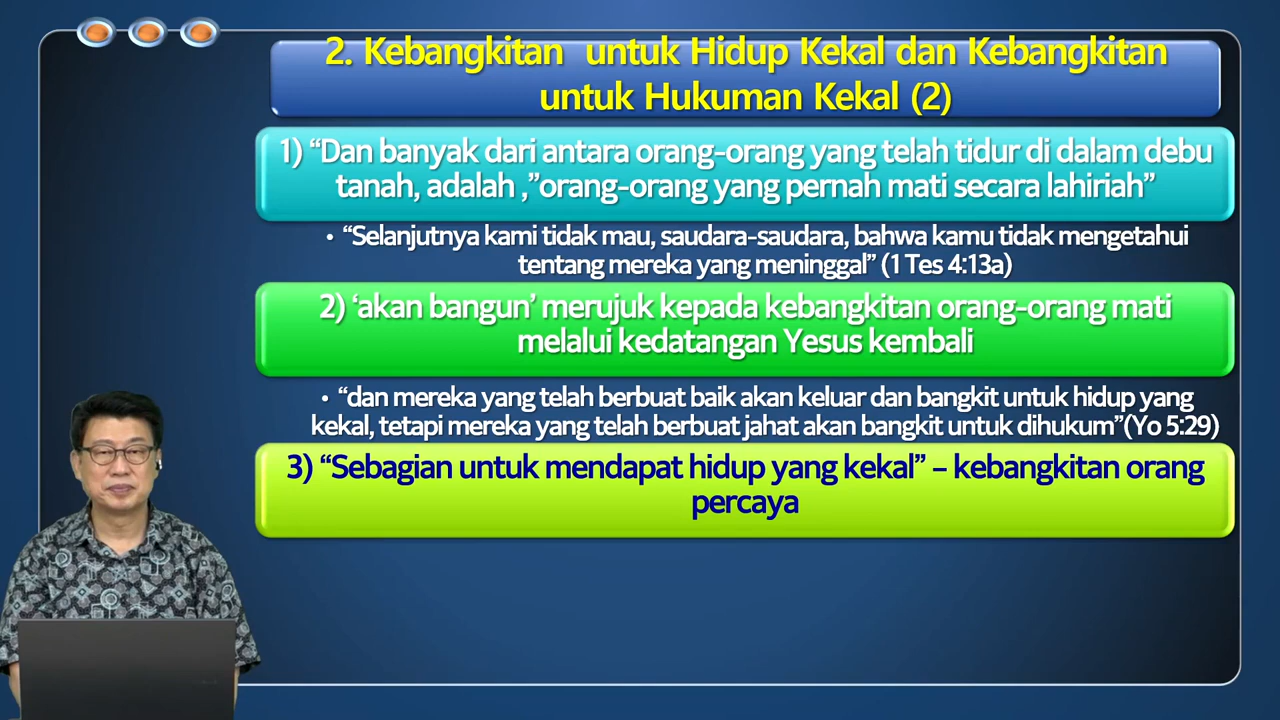 2. Kebangkitan  untuk Hidup Kekal dan Kebangkitan
untuk Hukuman Kekal (2)
1) “Dan banyak dari antara orang-orang yang telah tidur di dalam debu
tanah, adalah ,”orang-orang yang pernah mati secara lahiriah”
• “Selanjutnya kami tidak mau, saudara-saudara, bahwa kamu tidak mengetahui
tentang mereka yang meninggal” (1 Tes 4:13a)
2) ‘akan bangun’ merujuk kepada kebangkitan orang-orang mati
melalui kedatangan Yesus kembali
• “dan mereka yang telah berbuat baik akan keluar dan bangkit untuk hidup yang
kekal, tetapi mereka yang telah berbuat jahat akan bangkit untuk dihukum”(Yo 5:29)
3) “Sebagian untuk mendapat hidup yang kekal” – kebangkitan orang
percaya